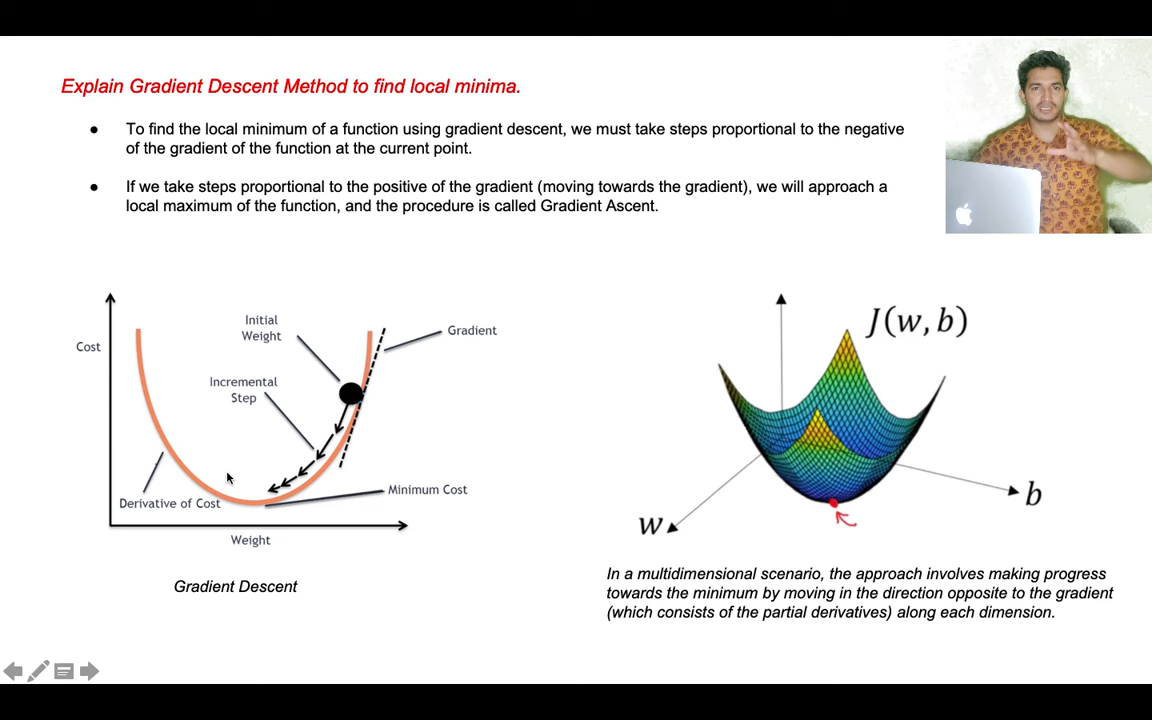 Explain Gradient Descent Method to find local minima.
● To find the local minimum of a function using gradient descent, we must take steps proportional to the negative
of the gradient of the function at the current point.
● If we take steps proportional to the positive of the gradient (moving towards the gradient), we will approach a
local maximum of the function, and the procedure is called Gradient Ascent.
Cost
Initial
Weight
Gradient
Incremental
Step
Derivative of Cost
Minimum Cost
Weight
Gradient Descent
J(w, b)
w
b
In a multidimensional scenario, the approach involves making progress
towards the minimum by moving in the direction opposite to the gradient
(which consists of the partial derivatives) along each dimension.